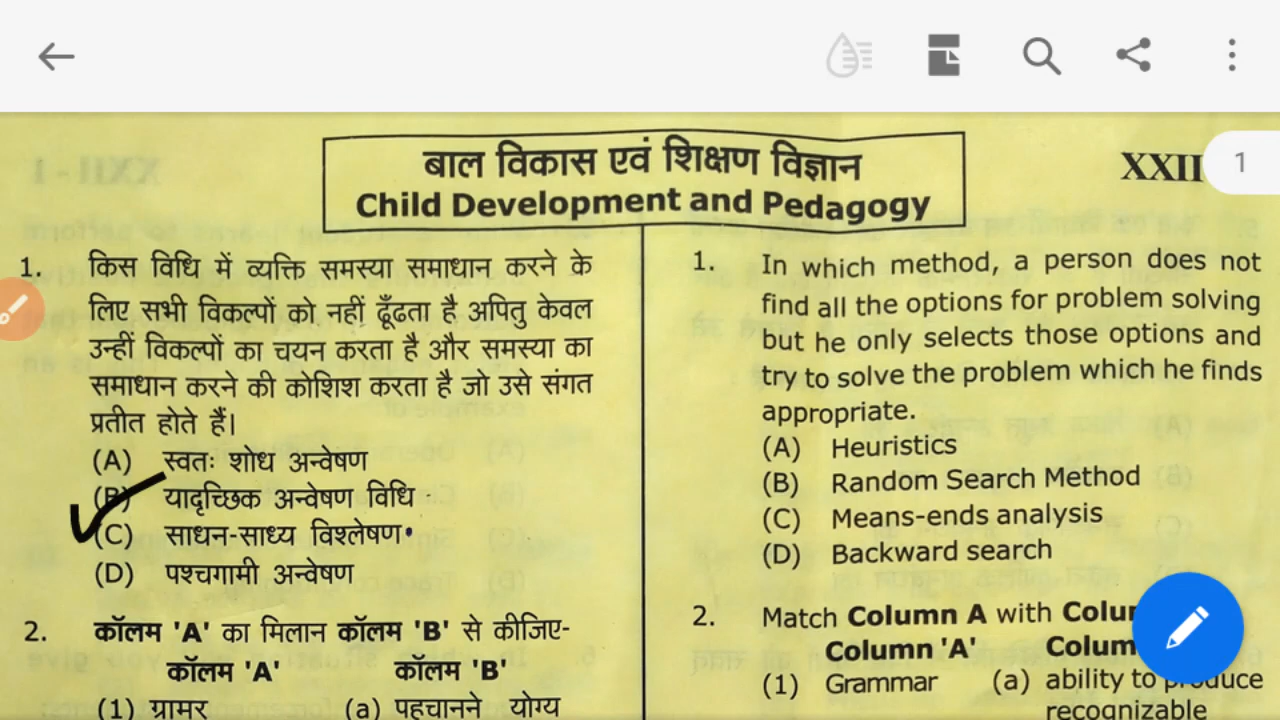 1
बाल विकास एवं शिक्षण विज्ञान
Child Development and Pedagogy
XXII
1. किस विधि में व्यक्ति समस्या समाधान करने के
लिए सभी विकल्पों को नहीं ढूँढता है अपितु केवल
उन्हीं विकल्पों का चयन करता है और समस्या का
समाधान करने की कोशिश करता है जो उसे संगत
प्रतीत होते हैं।
(A) स्वतः शोध अन्वेषण
(B) यादृच्छिक अन्वेषण विधि
(C) साधन-साध्य विश्लेषण
(D) पश्चगामी अन्वेषण
2. कॉलम 'A' का मिलान कॉलम 'B' से कीजिए-
कॉलम 'A' कॉलम 'B'
(1) ग्रामर (a) पहचानने योग्य
1. In which method, a person does not
find all the options for problem solving
but he only selects those options and
try to solve the problem which he finds
appropriate.
(A) Heuristics
(B) Random Search Method
(C) Means-ends analysis
(D) Backward search
2. Match Column A with
Column 'A'
(1) Grammar (a) ability to
recognizable